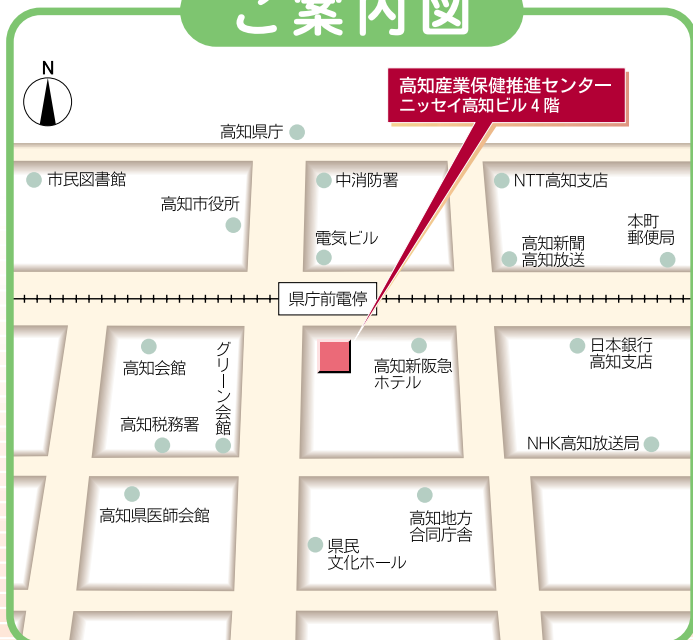 ご案内図
N
高知産業保健推進センター
ニッセイ高知ビル4階
高知県庁
市民図書館
高知市役所
中消防署
電気ビル
NTT高知支店
高知新聞
高知放送
本町
郵便局
県庁前電停
高知会館
グリーン会館
高知税務署
高知新阪急
ホテル
日本銀行
高知支店
NHK高知放送局
高知県医師会館
県民
文化ホール
高知地方
合同庁舎